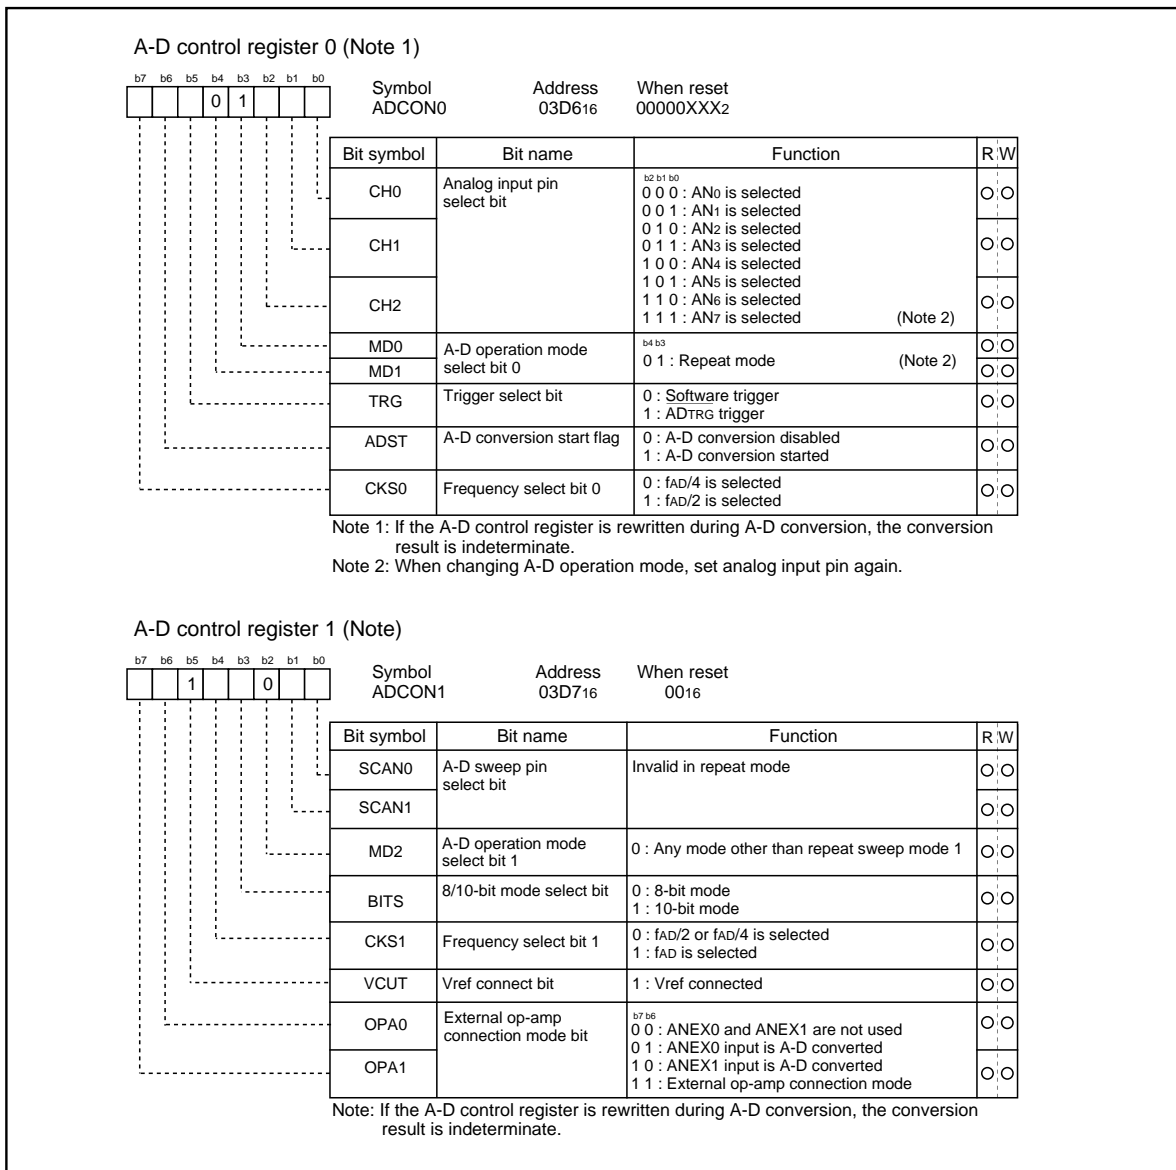 A-D control register 0 (Note 1)
b7 b6 b5 b4 b3 b2 b1 b0
0 1
Symbol Address When reset
ADCON0 03D616 00000XXX2
Bit symbol Bit name Function R W
CH0 Analog input pin select bit
b2 b1 b0
0 0 0 : AN0 is selected
0 0 1 : AN1 is selected
CH1
0 1 0 : AN2 is selected
0 1 1 : AN3 is selected
1 0 0 : AN4 is selected
1 0 1 : AN5 is selected
CH2
1 1 0 : AN6 is selected
1 1 1 : AN7 is selected (Note 2)
MD0 A-D operation mode select bit 0
b4 b3
0 1 : Repeat mode (Note 2)
MD1
TRG Trigger select bit 0 : Software trigger
1 : ADTRG trigger
ADST A-D conversion start flag 0 : A-D conversion disabled
1 : A-D conversion started
CKS0 Frequency select bit 0 0 : fAD/4 is selected
1 : fAD/2 is selected
Note 1: If the A-D control register is rewritten during A-D conversion, the conversion
result is indeterminate.
Note 2: When changing A-D operation mode, set analog input pin again.
A-D control register 1 (Note)
b7 b6 b5 b4 b3 b2 b1 b0
1 0
Symbol Address When reset
ADCON1 03D716 0016
Bit symbol Bit name Function R W
SCAN0 A-D sweep pin select bit Invalid in repeat mode
SCAN1
MD2 A-D operation mode select bit 1 0 : Any mode other than repeat sweep mode 1
BITS 8/10-bit mode select bit 0 : 8-bit mode
1 : 10-bit mode
CKS1 Frequency select bit 1 0 : fAD/2 or fAD/4 is selected
1 : fAD is selected
VCUT Vref connect bit 1 : Vref connected
OPA0 External op-amp connection mode bit
b7 b6
0 0 : ANEX0 and ANEX1 are not used
0 1 : ANEX0 input is A-D converted
OPA1
1 0 : ANEX1 input is A-D converted
1 1 : External op-amp connection mode
Note: If the A-D control register is rewritten during A-D conversion, the conversion
result is indeterminate.